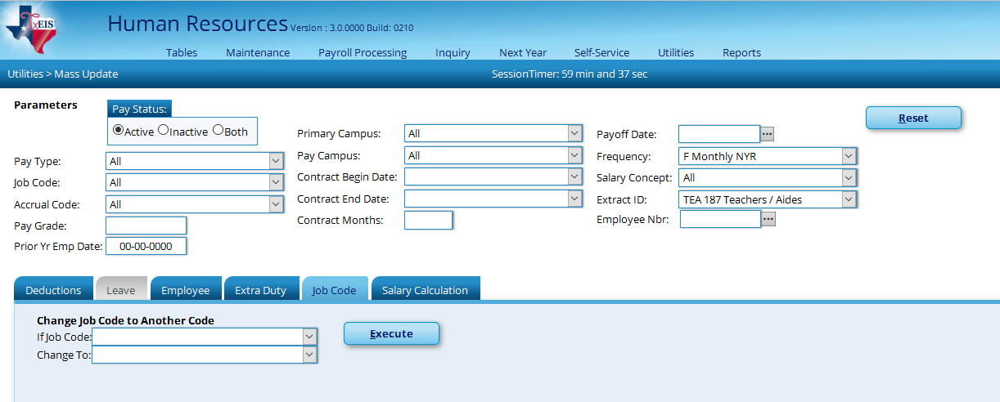 TxEIS
Human Resources Version : 3.0.0000 Build: 0210
Tables Maintenance Payroll Processing Inquiry Next Year Self-Service Utilities Reports
Utilities > Mass Update SessionTimer: 59 min and 37 sec
Parameters
Pay Status:
Active Inactive Both
Pay Type: All
Job Code: All
Accrual Code: All
Pay Grade:
Prior Yr Emp Date: 00-00-0000
Primary Campus: All
Pay Campus: All
Contract Begin Date:
Contract End Date:
Contract Months:
Payoff Date:
Frequency: F Monthly NYR
Salary Concept: All
Extract ID: TEA 187 Teachers / Aides
Employee Nbr:
Reset
Deductions Leave Employee Extra Duty Job Code Salary Calculation
Change Job Code to Another Code
If Job Code:
Change To:
Execute